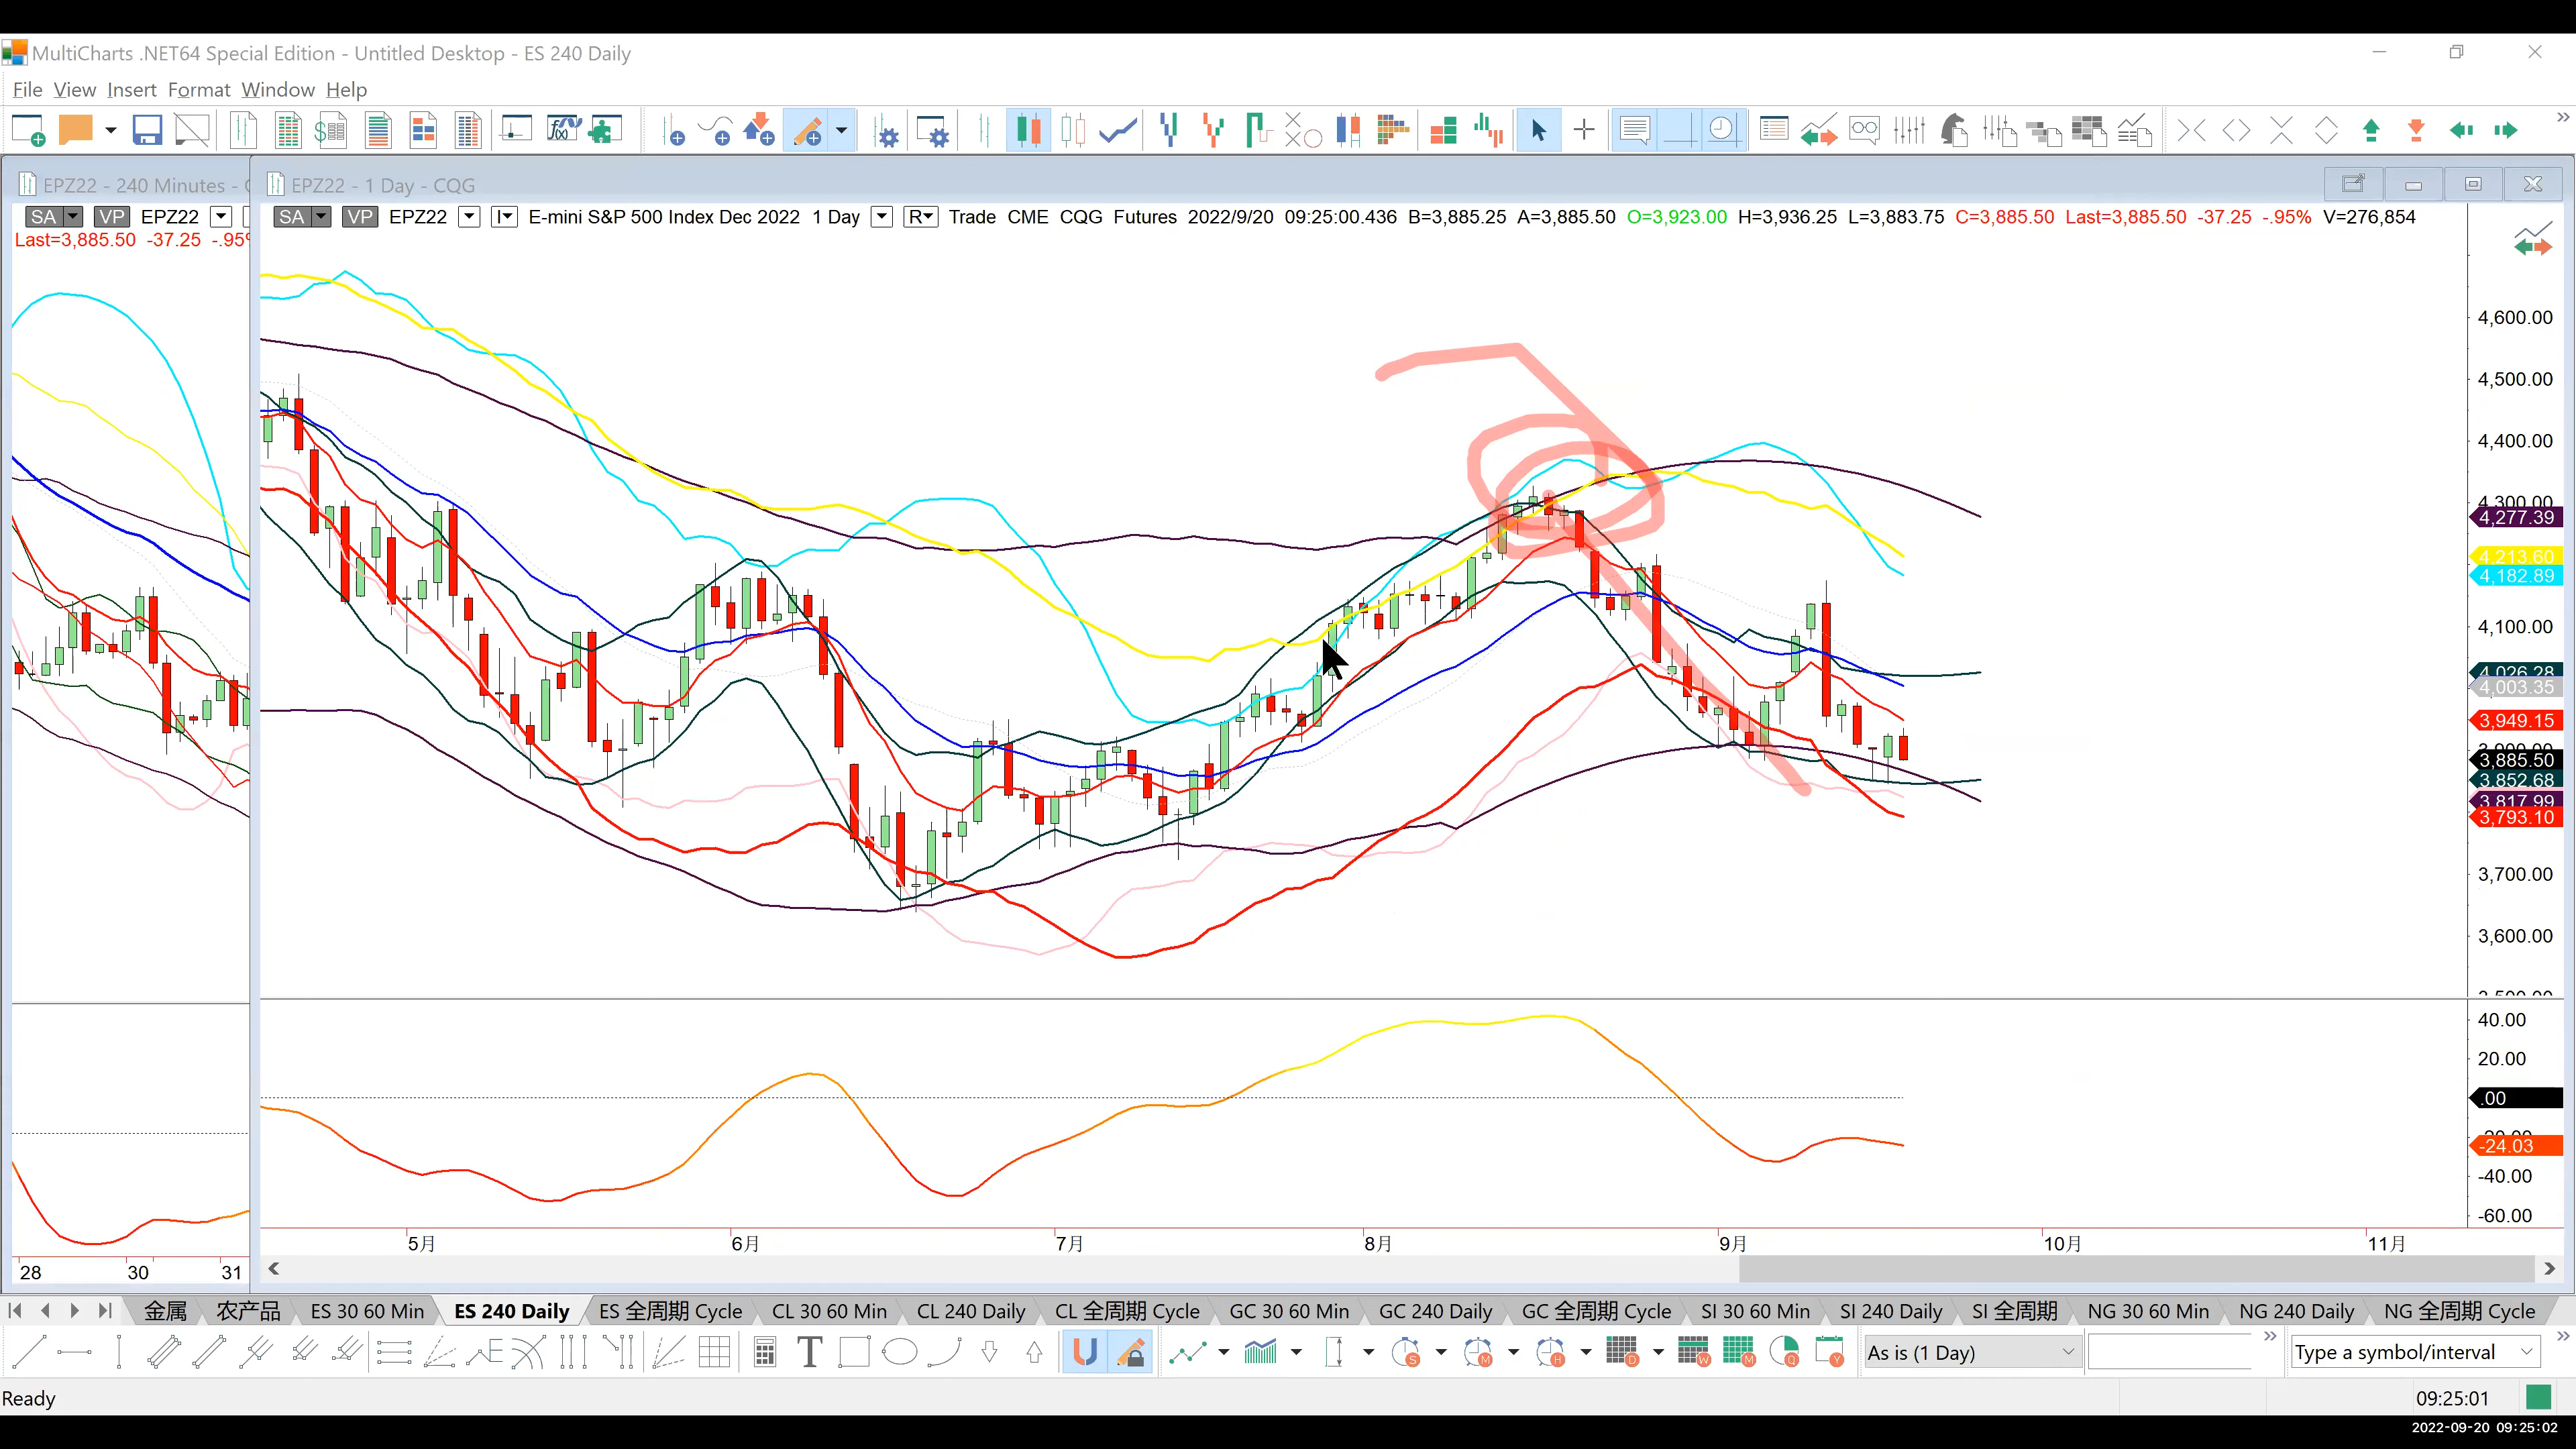 MultiCharts .NET64 Special Edition - Untitled Desktop - ES 240 Daily
File View Insert Format Window Help
EPZ22 - 240 Minutes -
EPZ22 - 1 Day - CQG
SA VP EPZ22
Last=3,885.50 -37.25
SA VP EPZ22 I E-mini S&P 500 Index Dec 2022 1 Day R Trade CME CQG Futures 2022/9/20 09:25:00.436 B=3,885.25 A=3,885.50 O=3,923.00 H=3,936.25 L=3,883.75 C=3,885.50 Last=3,885.50 -37.25 -.95% V=276,854
4,600.00
4,500.00
4,400.00
4,300.00
4,277.39
4,213.60
4,182.89
4,100.00
4,026.28
4,003.35
3,949.15
3,885.50
3,852.68
3,817.99
3,793.10
3,700.00
3,600.00
40.00
20.00
.00
-24.03
-40.00
-60.00
5月 6月 7月 8月 9月 10月 11月
28 30 31
金属 农产品 ES 30 60 Min ES 240 Daily ES 全周期 Cycle CL 30 60 Min CL 240 Daily CL 全周期 Cycle GC 30 60 Min GC 240 Daily GC 全周期 Cycle SI 30 60 Min SI 240 Daily SI 全周期 NG 30 60 Min NG 240 Daily NG 全周期 Cycle
As is (1 Day)
Type a symbol/interval
Ready
09:25:01
2022-09-20 09:25:02